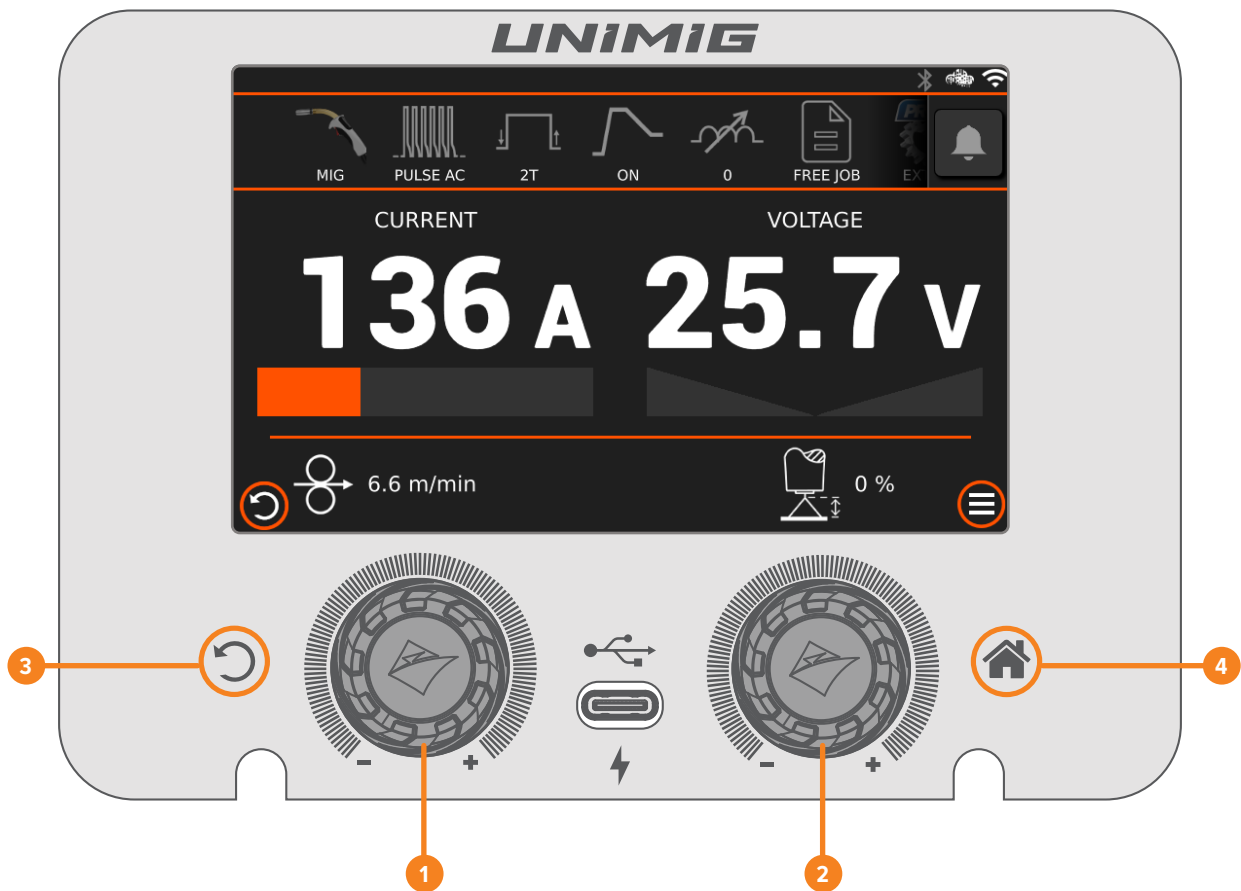 UNIMIG
MIG
PULSE AC
2T
ON
0
FREE JOB
CURRENT
VOLTAGE
136 A
25.7 V
6.6 m/min
0 %
3
4
- +
- +
1
2